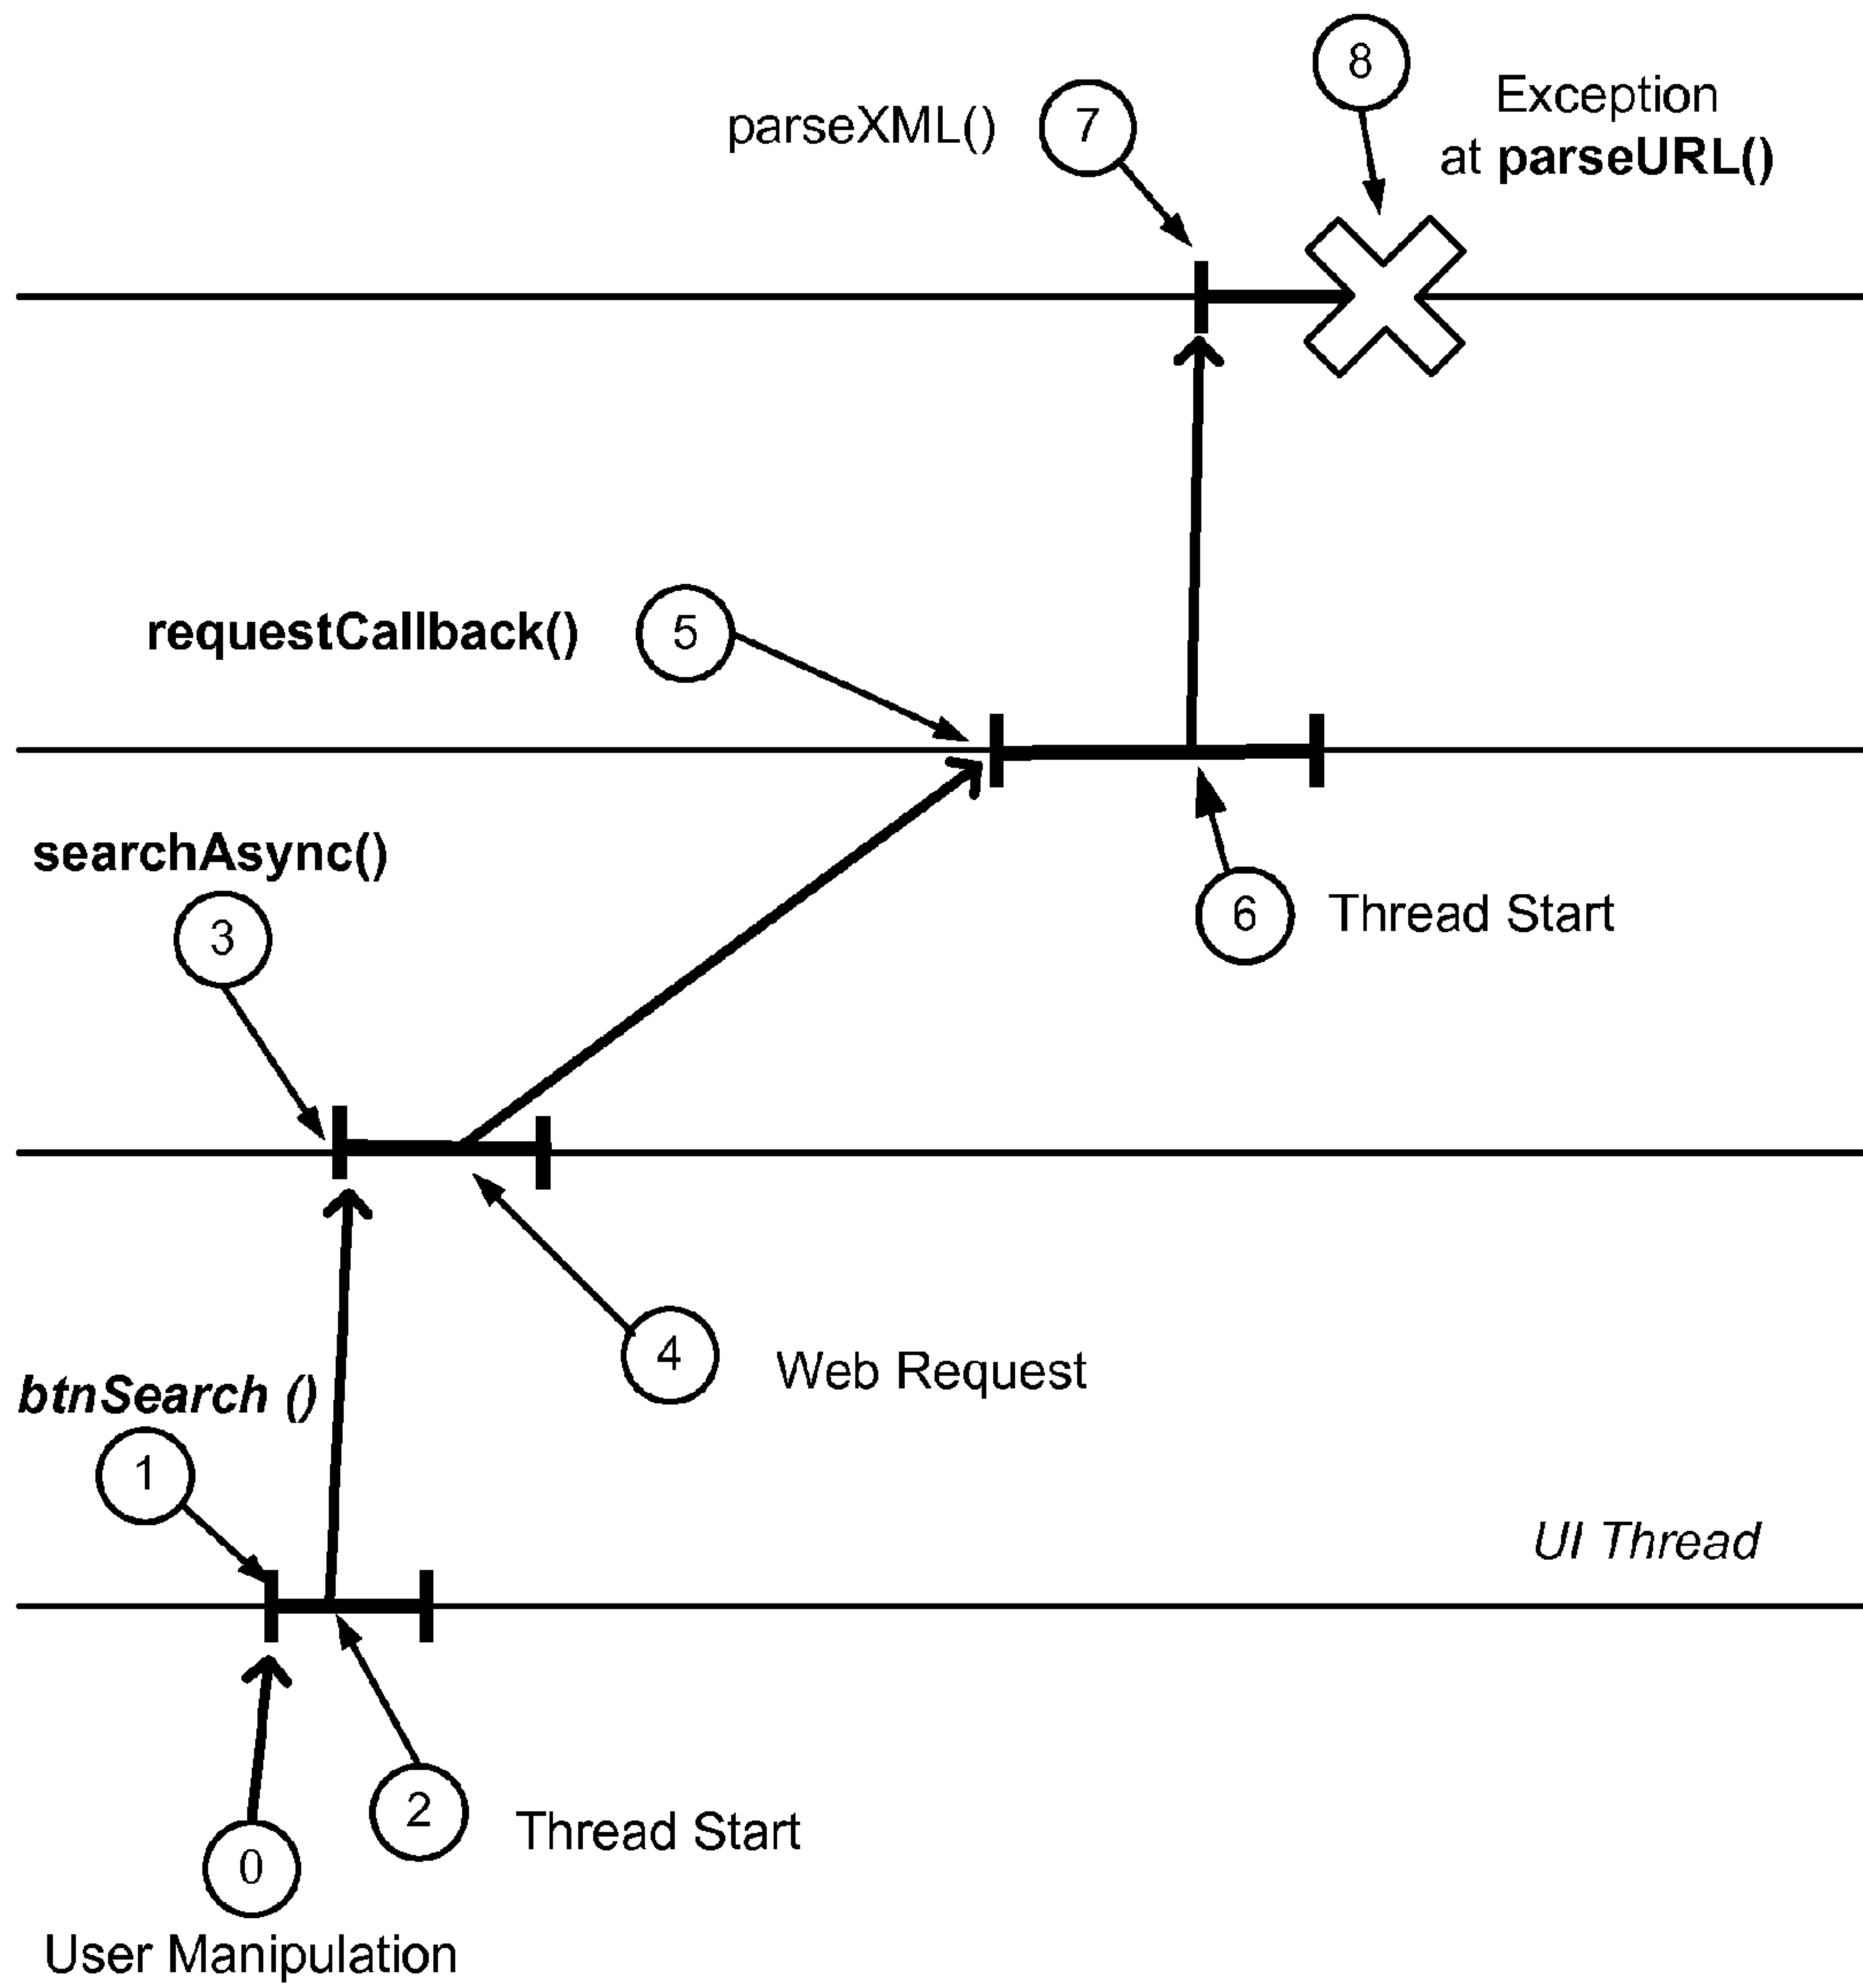 8
Exception
at parseURL()
parseXML()
7
requestCallback()
5
searchAsync()
3
6
Thread Start
4
Web Request
btnSearch ()
1
UI Thread
2
Thread Start
0
User Manipulation